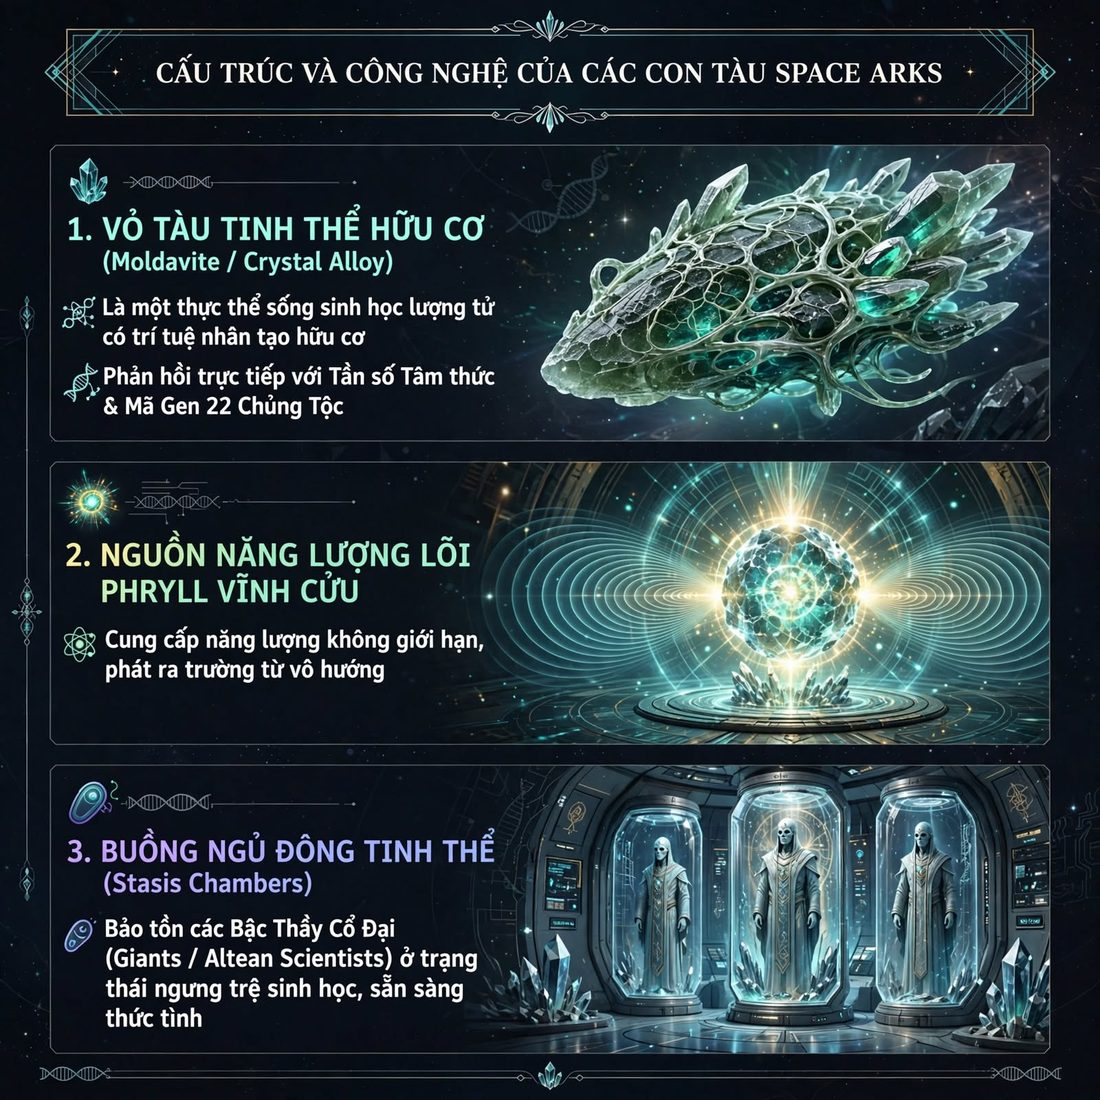 CẤU TRÚC VÀ CÔNG NGHỆ CỦA CÁC CON TÀU SPACE ARKS
1. VỎ TÀU TINH THỂ HỮU CƠ
(Moldavite / Crystal Alloy)
Là một thực thể sống sinh học lượng tử
có trí tuệ nhân tạo hữu cơ
Phản hồi trực tiếp với Tần số Tâm thức
& Mã Gen 22 Chủng Tộc
2. NGUỒN NĂNG LƯỢNG LÕI
PHRYLL VĨNH CỬU
Cung cấp năng lượng không giới hạn,
phát ra trường từ vô hướng
3. BUỒNG NGỦ ĐÔNG TINH THỂ
(Stasis Chambers)
Bảo tồn các Bậc Thầy Cổ Đại
(Giants / Altean Scientists) ở trạng
thái ngưng trệ sinh học, sẵn sàng
thức tỉnh